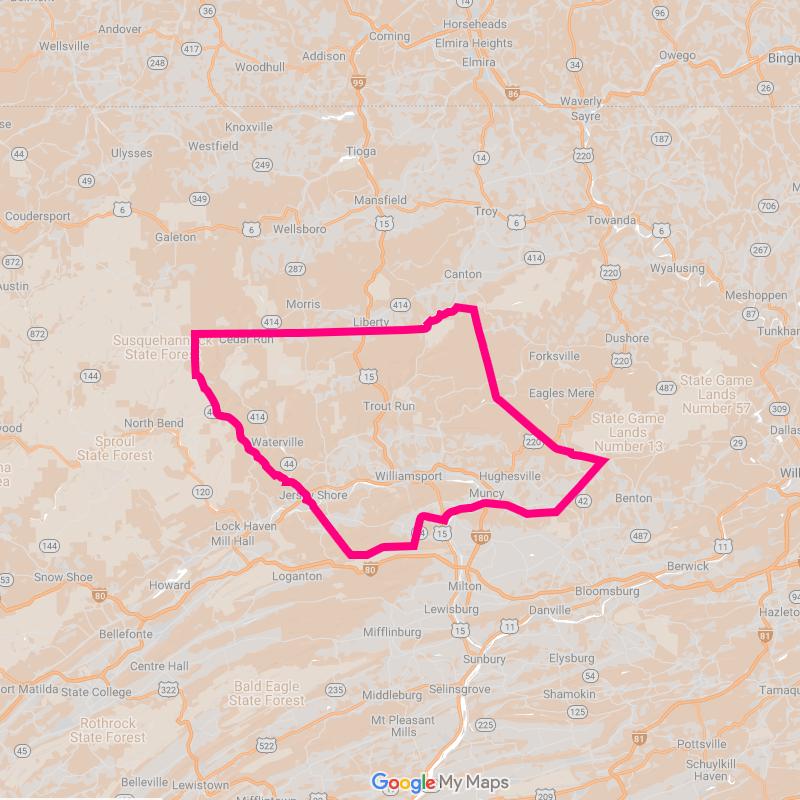 Belmont
Andover
36
Wellsville
417
248
Woodhull
Addison
Corning
Horseheads
14
Elmira Heights
Elmira
99
86
96
Owego
Bingh
26
34
Waverly
Sayre
Knoxville
Westfield
Ulysses
44
49
249
Tioga
14
220
187
Mansfield
349
Coudersport
6
Galeton
6
Wellsboro
15
Troy
6
Towanda
6
706
267
872
Austin
287
Canton
414
220
Wyalusing
Meshoppen
87
Morris
414
872
414
Liberty
Cedar Run
Susquehannock
State Forest
Dushore
220
Tunkhan
Forksville
144
15
487
State Game
Lands
Number 57
Eagles Mere
Trout Run
414
North Bend
309
Dallas
State Game
Lands
Number 13
29
220
Sproul
State Forest
Waterville
44
Williamsport
Hughesville
Muncy
120
Jersey Shore
42
Benton
Lock Haven
Mill Hall
15
180
487
11
144
80
Berwick
53
Snow Shoe
Howard
Loganton
80
Milton
Bloomsburg
Lewisburg
Danville
Hazleto
Bellefonte
Mifflinburg
15
11
81
Centre Hall
Sunbury
Elysburg
54
ort Matilda
State College
322
Bald Eagle
State Forest
235
Middleburg
Selinsgrove
Shamokin
Tamaqu
125
Rothrock
State Forest
Mt Pleasant
Mills
225
45
522
81
Pottsville
Schuylkill
Haven
Belleville
Lewistown
Google My Maps
209